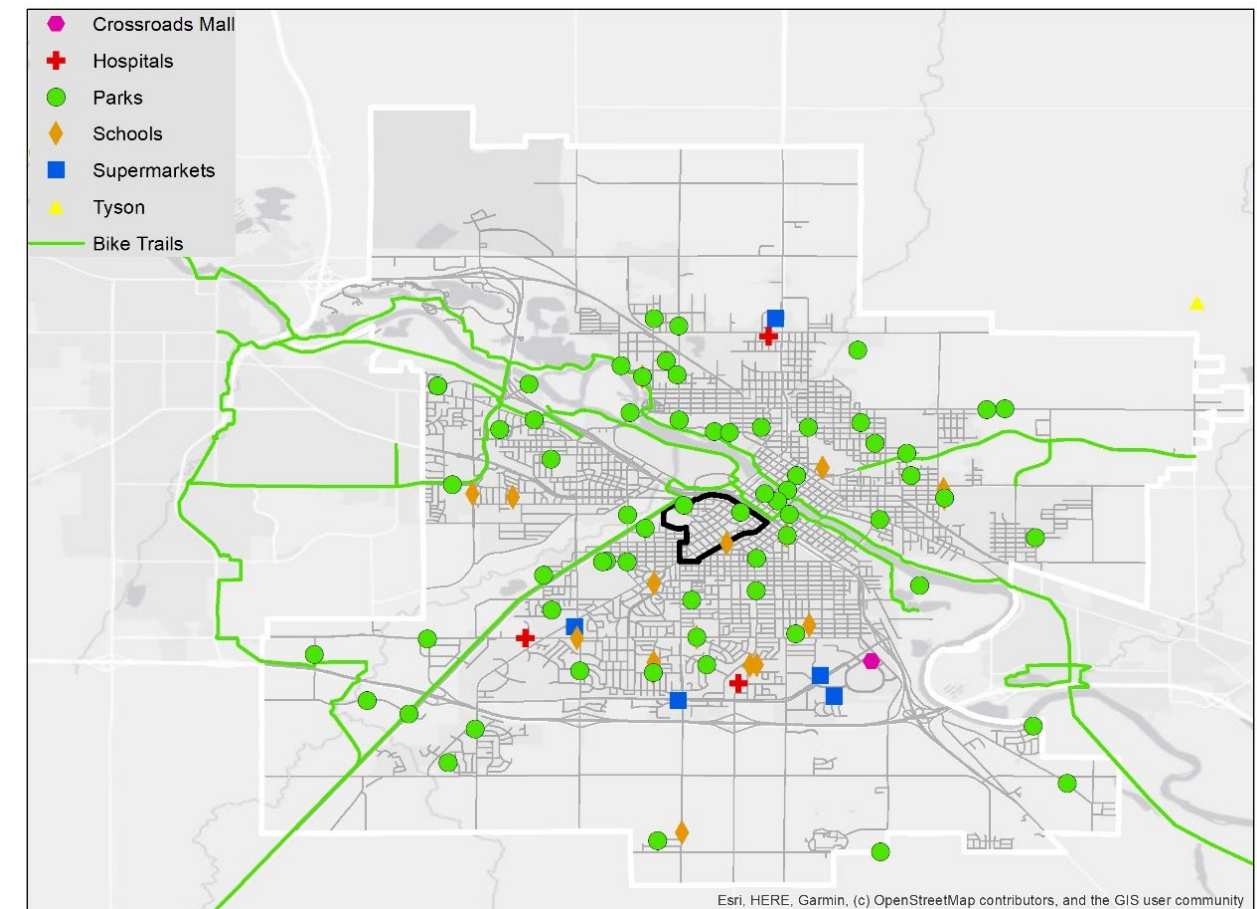 Crossroads Mall
Hospitals
Parks
Schools
Supermarkets
Tyson
Bike Trails
Esri, HERE, Garmin, (c) OpenStreetMap contributors, and the GIS user community